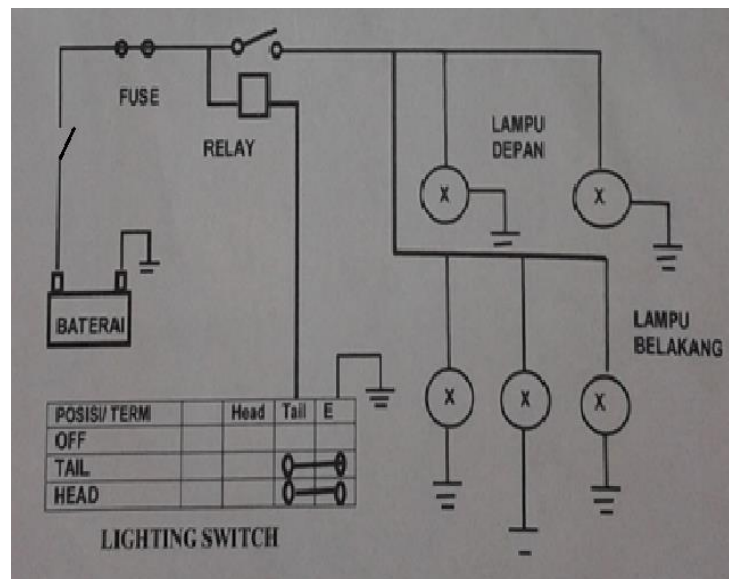 FUSE
RELAY
LAMPU
DEPAN
BATERAI
LAMPU
BELAKANG
POSISI/ TERM Head Tail E
OFF
TAIL
HEAD
LIGHTING SWITCH
X
X
X
X
X